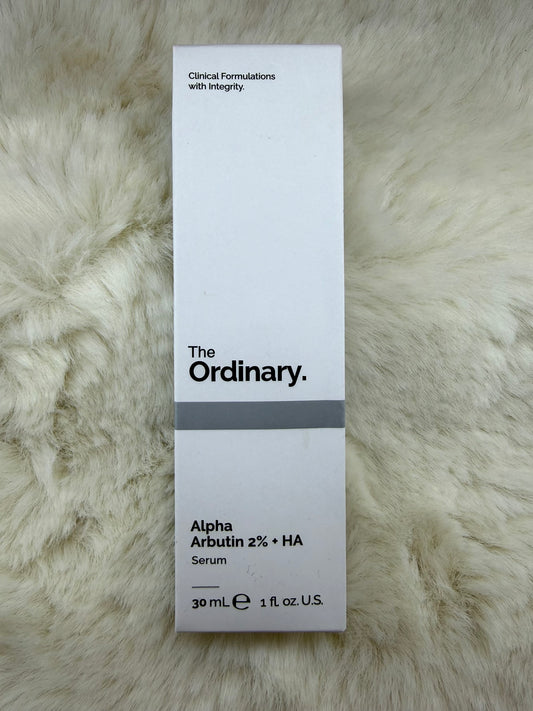 Clinical Formulations
with Integrity.
The
Ordinary.
Alpha
Arbutin 2% + HA
Serum
30 mL ℮ 1 fl. oz. U.S.